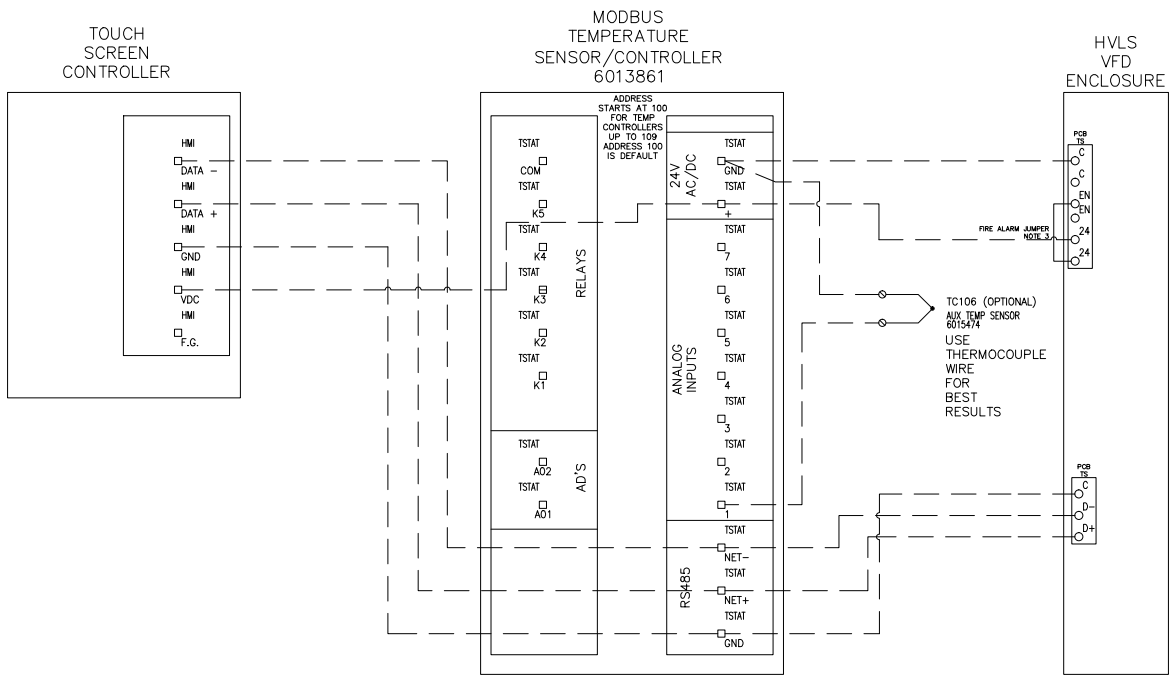 TOUCH
SCREEN
CONTROLLER
HMI
DATA -
HMI
DATA +
HMI
GND
HMI
VDC
HMI
F.G.
MODBUS
TEMPERATURE
SENSOR/CONTROLLER
6013861
ADDRESS
STARTS AT 100
FOR TEMP
CONTROLLERS
UP TO 109
ADDRESS 100
IS DEFAULT
TSTAT
COM
TSTAT
K5
TSTAT
K4
TSTAT
K3
TSTAT
K2
TSTAT
K1
RELAYS
TSTAT
AO2
TSTAT
AO1
AD'S
24V
AC/DC
TSTAT
GND
TSTAT
+
ANALOG
INPUTS
TSTAT
7
TSTAT
6
TSTAT
5
TSTAT
4
TSTAT
3
TSTAT
2
TSTAT
1
RS485
TSTAT
NET-
TSTAT
NET+
TSTAT
GND
HVLS
VFD
ENCLOSURE
PCB
TS
C
C
EN
EN
24
24
FIRE ALARM JUMPER
NOTE 3
TC106 (OPTIONAL)
AUX TEMP SENSOR
6015474
USE
THERMOCOUPLE
WIRE
FOR
BEST
RESULTS
PCB
TS
C
D-
D+